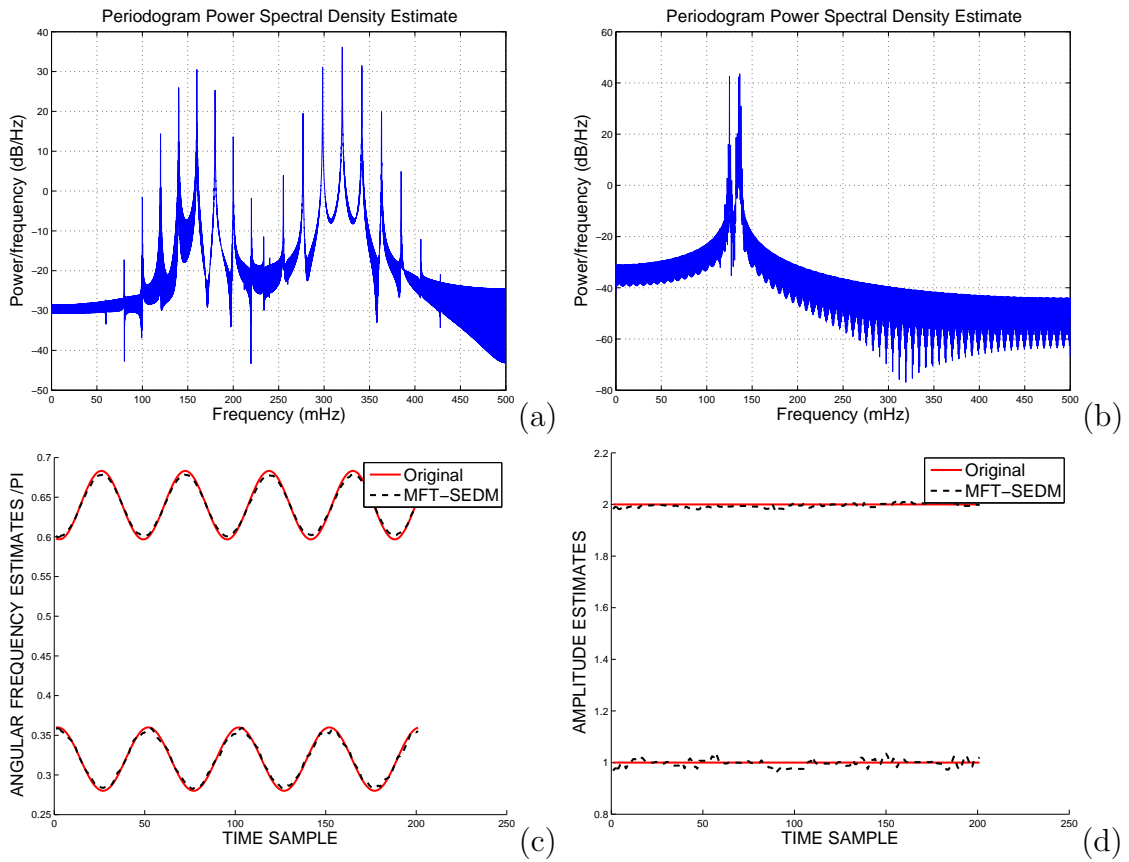 Periodogram Power Spectral Density Estimate
40
30
20
10
0
−10
−20
−30
−40
−50
Power/frequency (dB/Hz)
0 50 100 150 200 250 300 350 400 450 500
Frequency (mHz)
(a)
Periodogram Power Spectral Density Estimate
60
40
20
0
−20
−40
−60
−80
Power/frequency (dB/Hz)
0 50 100 150 200 250 300 350 400 450 500
Frequency (mHz)
(b)
0.7
0.65
0.6
0.55
0.5
0.45
0.4
0.35
0.3
0.25
ANGULAR FREQUENCY ESTIMATES /PI
Original
MFT−SEDM
0 50 100 150 200 250
TIME SAMPLE
(c)
2.2
2
1.8
1.6
1.4
1.2
1
0.8
AMPLITUDE ESTIMATES
Original
MFT−SEDM
0 50 100 150 200 250
TIME SAMPLE
(d)